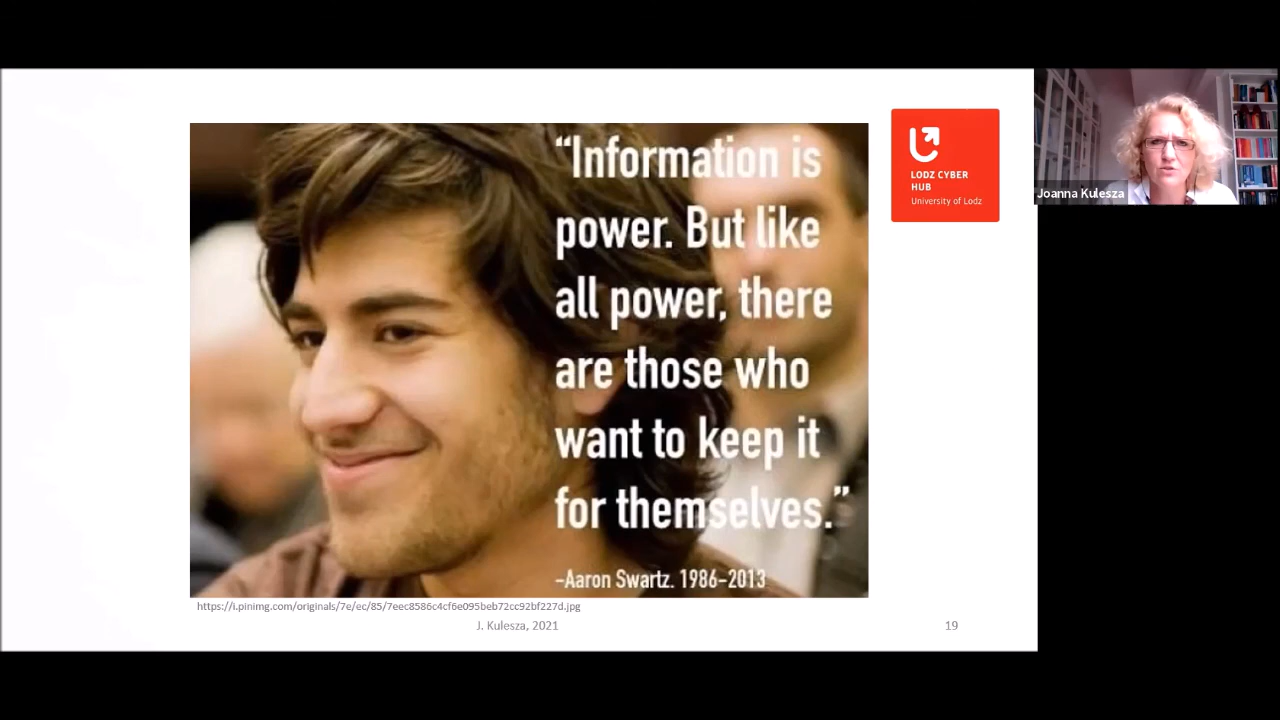 “Information is
power. But like
all power, there
are those who
want to keep it
for themselves.”
–Aaron Swartz. 1986–2013
https://i.pinimg.com/originals/7e/ec/85/7eec8586c4cf6e095beb72cc92bf227d.jpg
J. Kulesza, 2021
19
LODZ CYBER
HUB
University of Lodz
Joanna Kulesza